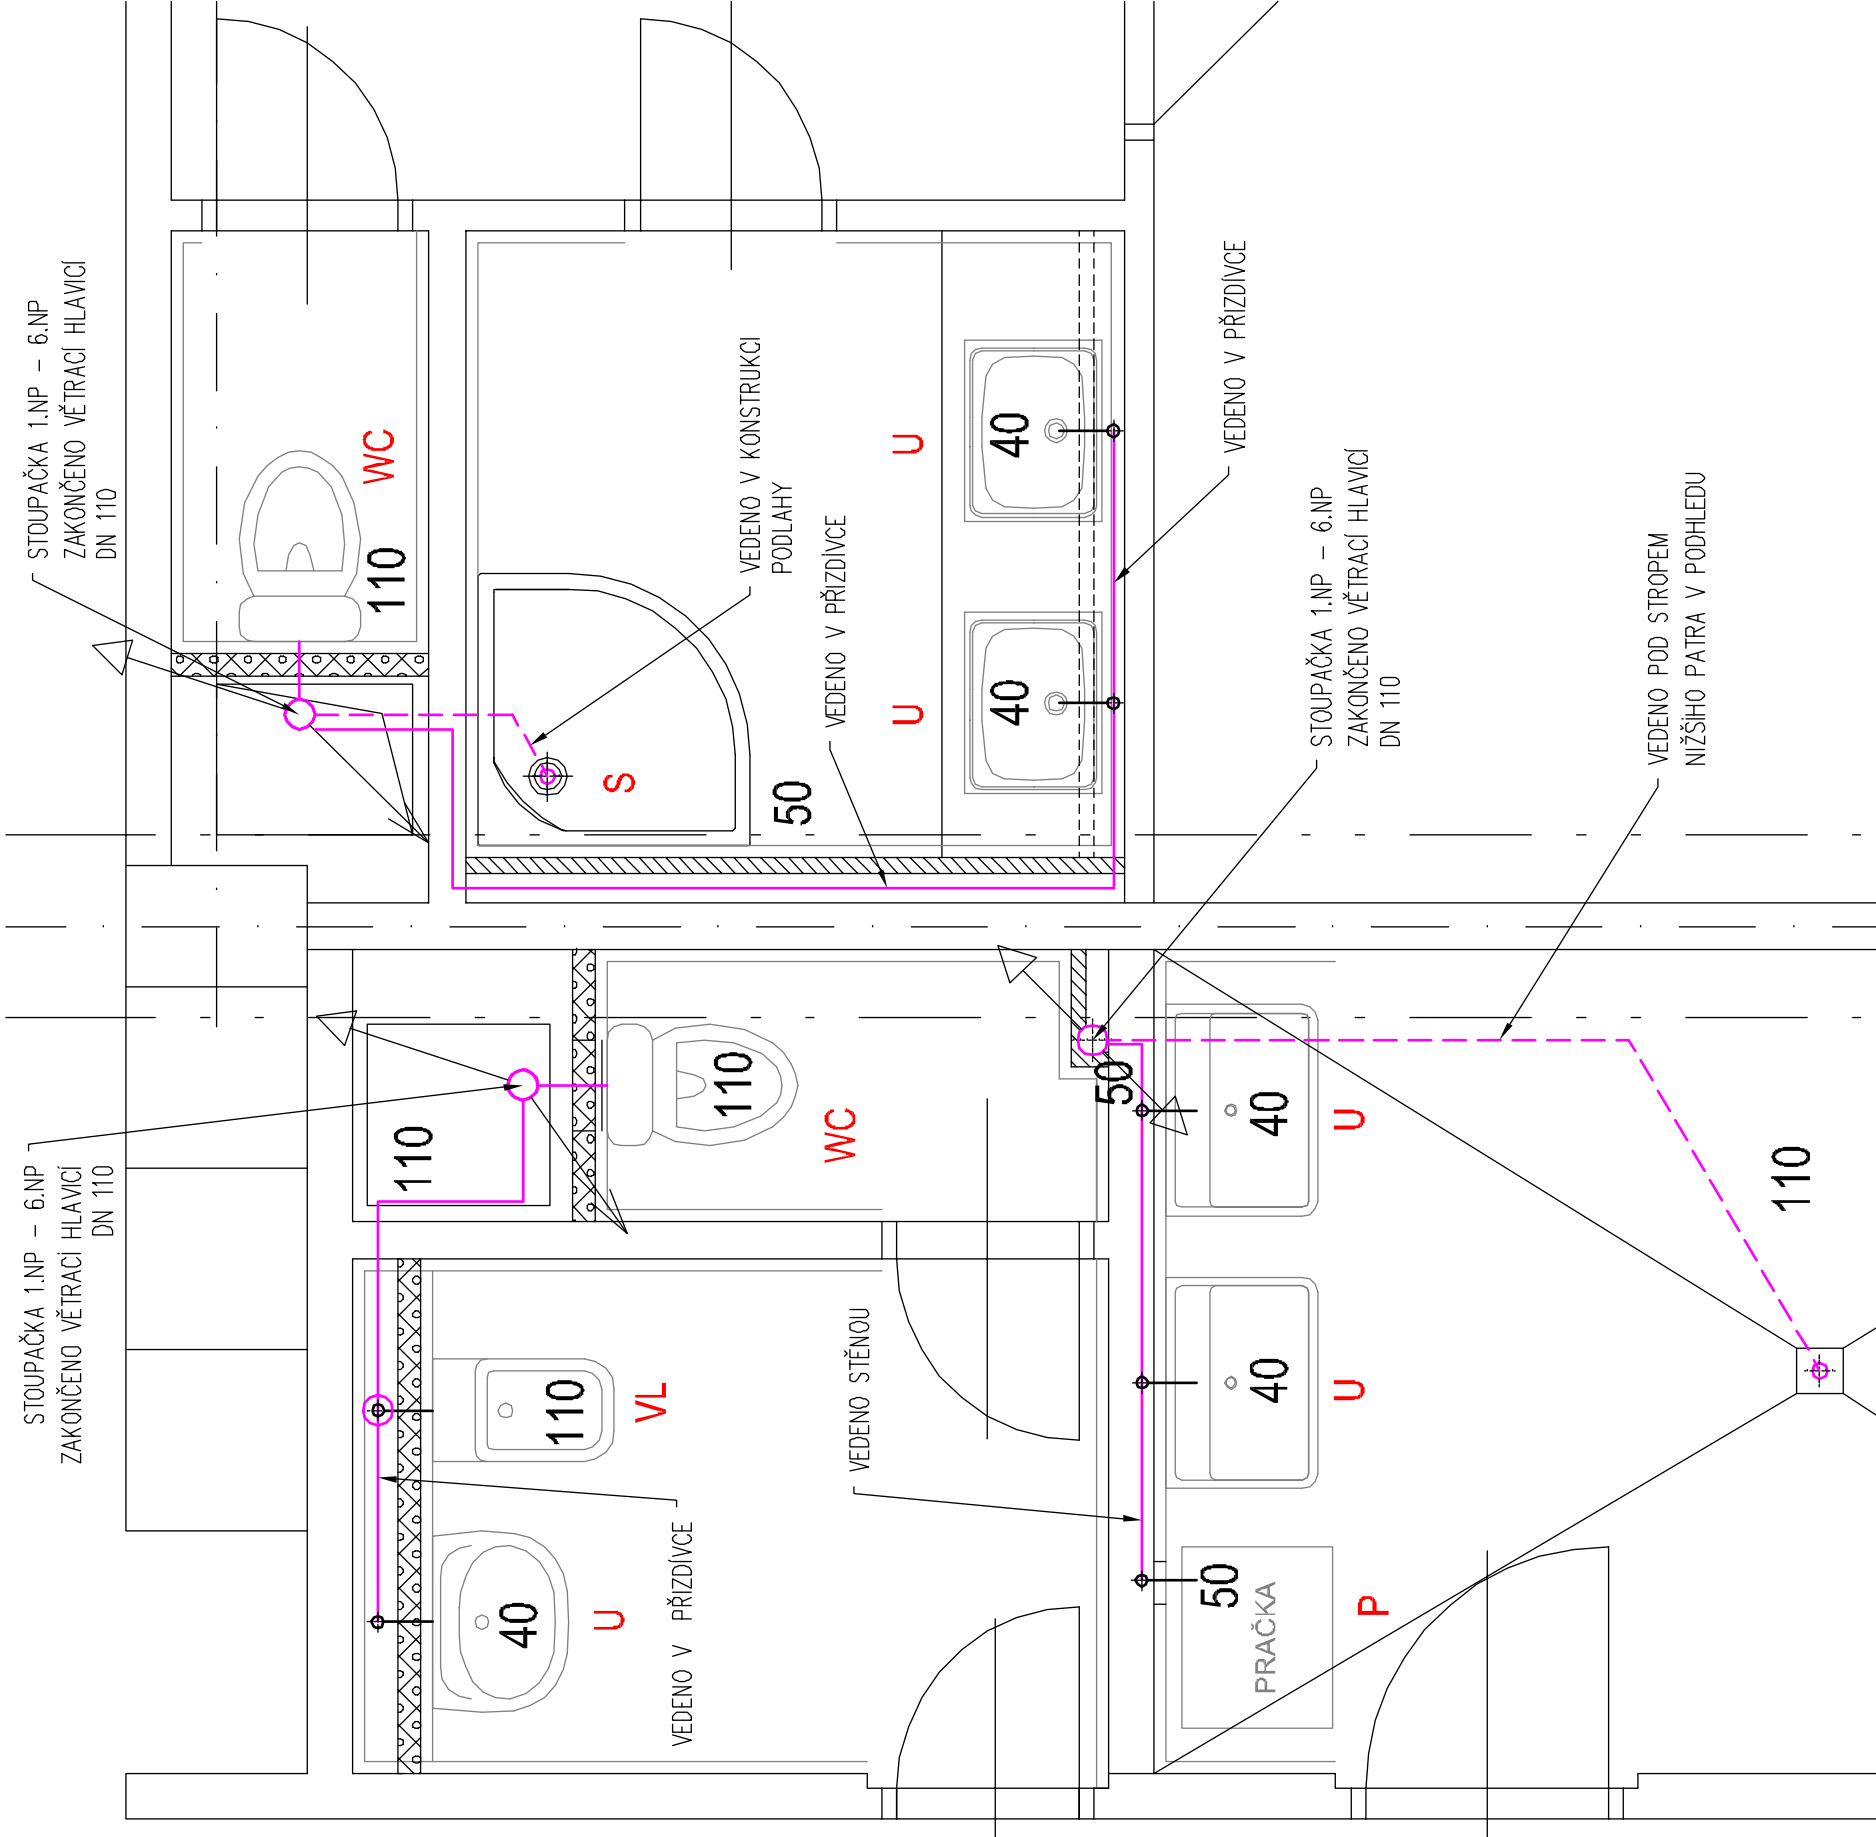 STOUPAČKA 1.NP – 6.NP
ZAKONČENO VĚTRACÍ HLAVICÍ
DN 110
WC
110
VEDENO V KONSTRUKCI
PODLAHY
S
50
VEDENO V PŘIZDÍVCE
U
40
U
40
VEDENO V PŘIZDÍVCE
STOUPAČKA 1.NP – 6.NP
ZAKONČENO VĚTRACÍ HLAVICÍ
DN 110
VEDENO POD STROPEM
NIŽŠÍHO PATRA V PODHLEDU
STOUPAČKA 1.NP – 6.NP
ZAKONČENO VĚTRACÍ HLAVICÍ
DN 110
110
110
WC
50
40
U
110
110
VL
VEDENO STĚNOU
40
U
40
U
VEDENO V PŘIZDÍVCE
50
PRAČKA
P